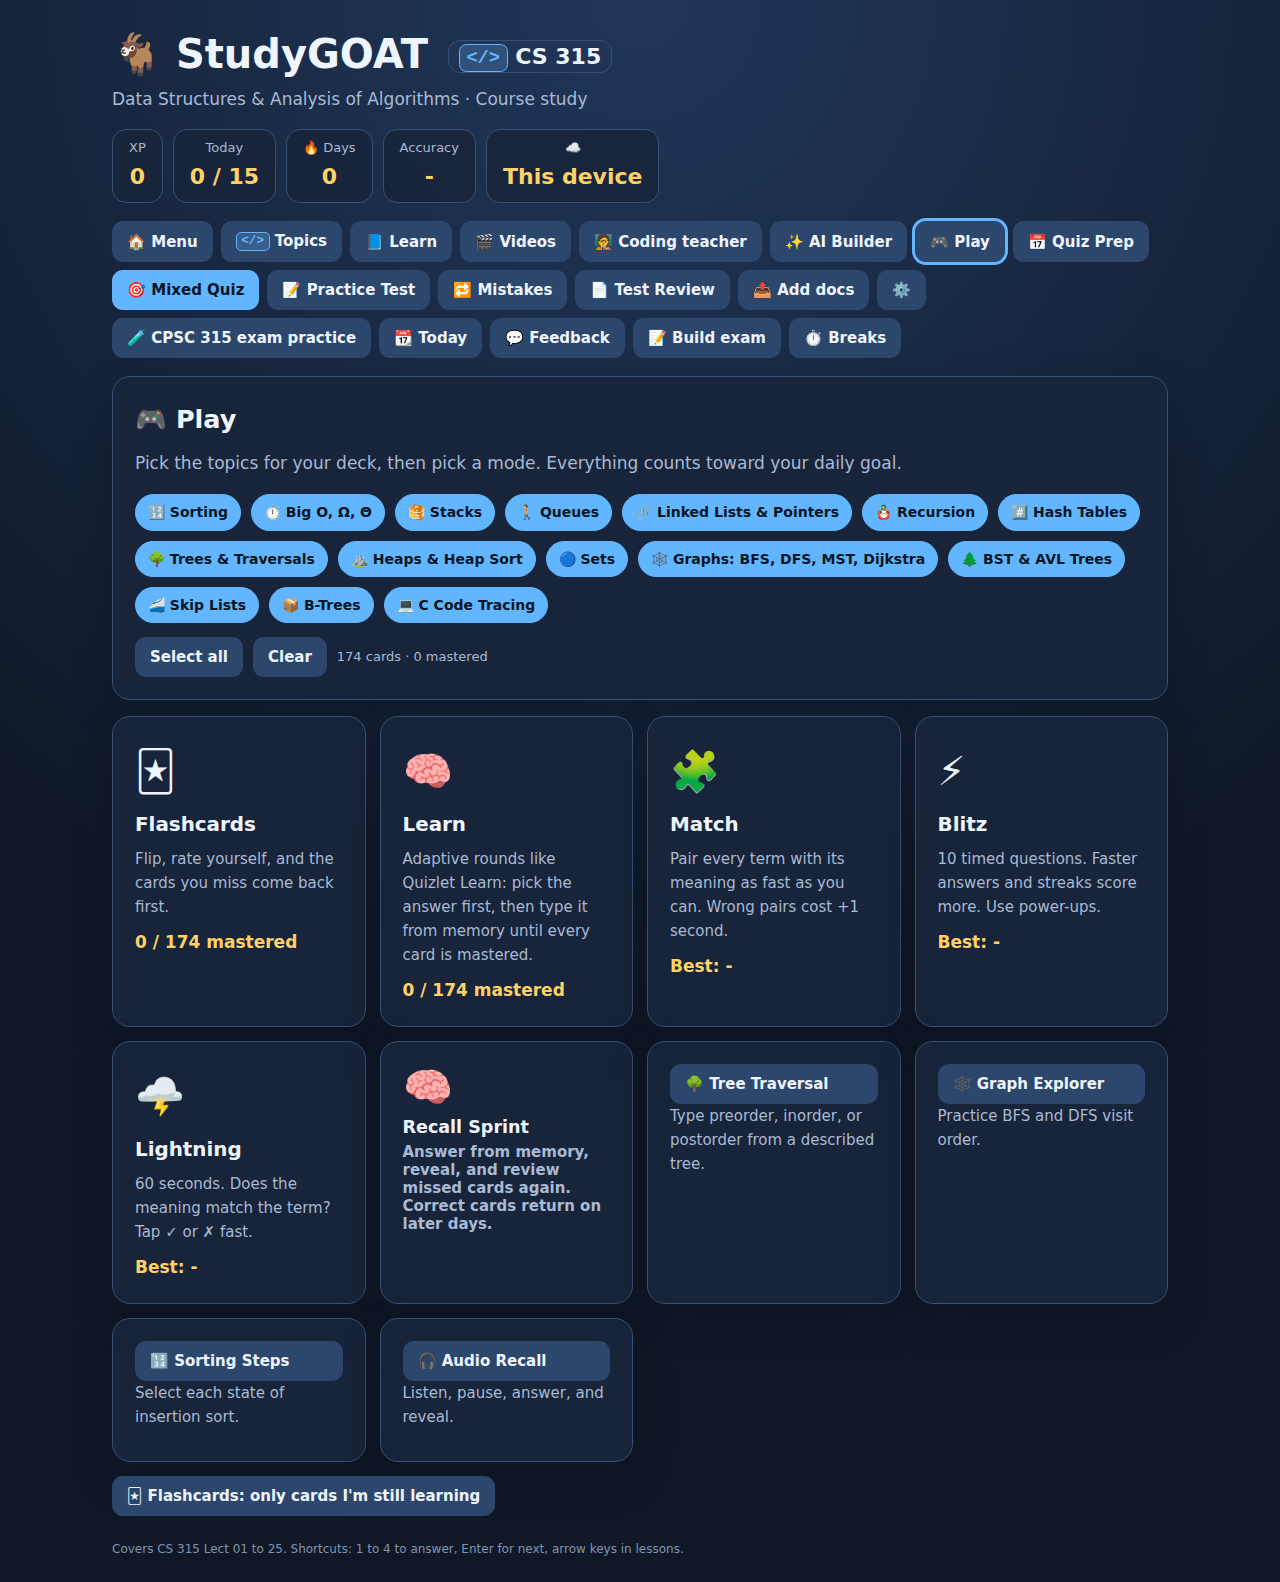 StudyGOAT </> CS 315
Data Structures & Analysis of Algorithms · Course study
XP
0
Today
0 / 15
Days
0
Accuracy
-
This device
Menu
</> Topics
Learn
Videos
Coding teacher
AI Builder
Play
Quiz Prep
Mixed Quiz
Practice Test
Mistakes
Test Review
Add docs
CPSC 315 exam practice
Today
Feedback
Build exam
Breaks
Play
Pick the topics for your deck, then pick a mode. Everything counts toward your daily goal.
Sorting
Big O, Ω, Θ
Stacks
Queues
Linked Lists & Pointers
Recursion
Hash Tables
Trees & Traversals
Heaps & Heap Sort
Sets
Graphs: BFS, DFS, MST, Dijkstra
BST & AVL Trees
Skip Lists
B-Trees
C Code Tracing
Select all
Clear
174 cards · 0 mastered
Flashcards
Flip, rate yourself, and the
cards you miss come back
first.
0 / 174 mastered
Learn
Adaptive rounds like
Quizlet Learn: pick the
answer first, then type it
from memory until every
card is mastered.
0 / 174 mastered
Match
Pair every term with its
meaning as fast as you
can. Wrong pairs cost +1
second.
Best: -
Blitz
10 timed questions. Faster
answers and streaks score
more. Use power-ups.
Best: -
Lightning
60 seconds. Does the
meaning match the term?
Tap ✓ or ✗ fast.
Best: -
Recall Sprint
Answer from memory,
reveal, and review
missed cards again.
Correct cards return on
later days.
Tree Traversal
Type preorder, inorder, or
postorder from a described
tree.
Graph Explorer
Practice BFS and DFS visit
order.
Sorting Steps
Select each state of
insertion sort.
Audio Recall
Listen, pause, answer, and
reveal.
Flashcards: only cards I'm still learning
Covers CS 315 Lect 01 to 25. Shortcuts: 1 to 4 to answer, Enter for next, arrow keys in lessons.